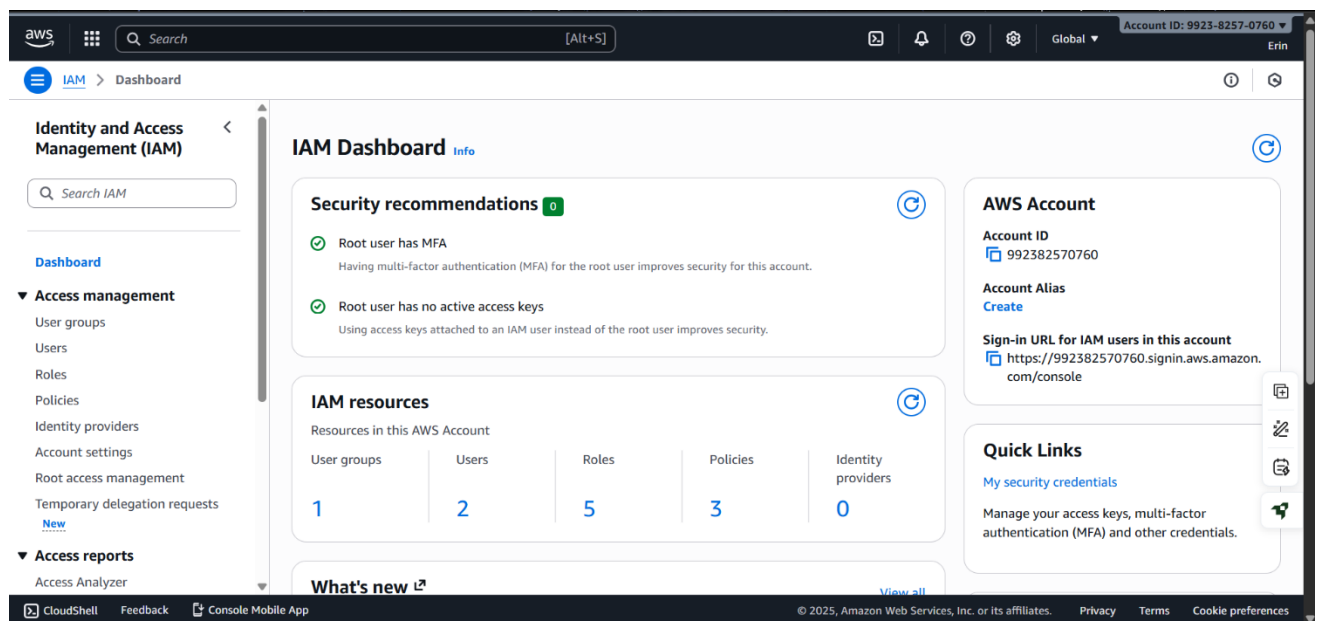 aws
Search
[Alt+S]
Global
Account ID: 9923-8257-0760
Erin
IAM > Dashboard
Identity and Access
Management (IAM)
Search IAM
Dashboard
Access management
User groups
Users
Roles
Policies
Identity providers
Account settings
Root access management
Temporary delegation requests
New
Access reports
Access Analyzer
IAM Dashboard Info
Security recommendations 0
Root user has MFA
Having multi-factor authentication (MFA) for the root user improves security for this account.
Root user has no active access keys
Using access keys attached to an IAM user instead of the root user improves security.
IAM resources
Resources in this AWS Account
User groups
1
Users
2
Roles
5
Policies
3
Identity
providers
0
What's new
View all
AWS Account
Account ID
992382570760
Account Alias
Create
Sign-in URL for IAM users in this account
https://992382570760.signin.aws.amazon.
com/console
Quick Links
My security credentials
Manage your access keys, multi-factor
authentication (MFA) and other credentials.
CloudShell Feedback Console Mobile App
© 2025, Amazon Web Services, Inc. or its affiliates. Privacy Terms Cookie preferences